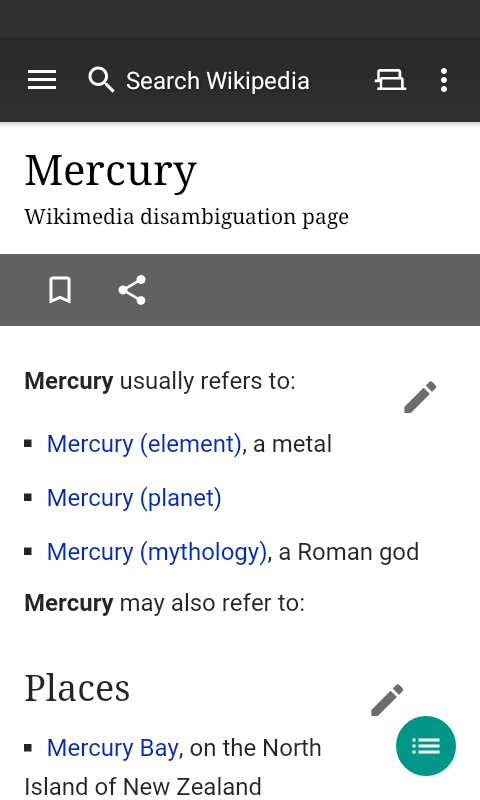 Search Wikipedia
Mercury
Wikimedia disambiguation page
Mercury usually refers to:
Mercury (element), a metal
Mercury (planet)
Mercury (mythology), a Roman god
Mercury may also refer to:
Places
Mercury Bay, on the North
Island of New Zealand